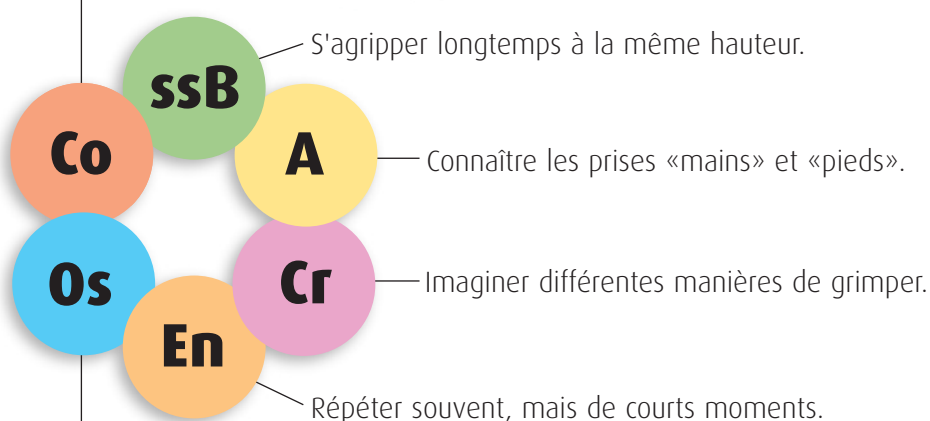 ssB
S'agripper longtemps à la même hauteur.
Co
A
Connaître les prises «mains» et «pieds».
Os
Cr
Imaginer différentes manières de grimper.
En
Répéter souvent, mais de courts moments.